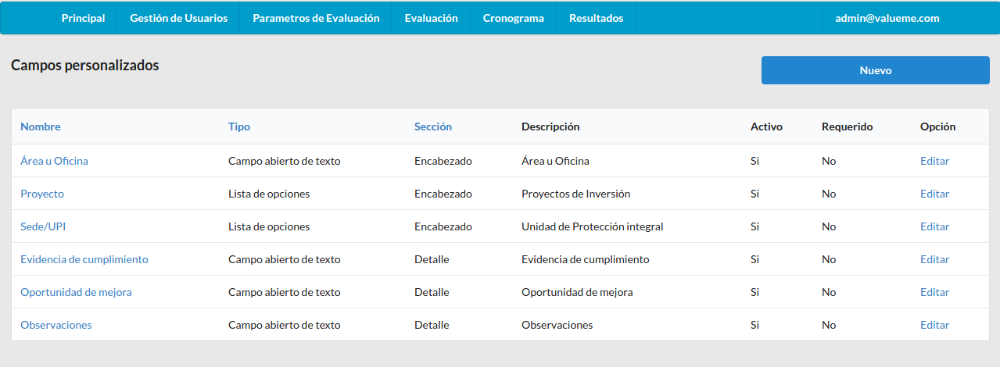 Principal Gestión de Usuarios Parametros de Evaluación Evaluación Cronograma Resultados admin@valueme.com
Campos personalizados Nuevo
Nombre Tipo Sección Descripción Activo Requerido Opción
Área u Oficina Campo abierto de texto Encabezado Área u Oficina Si No Editar
Proyecto Lista de opciones Encabezado Proyectos de Inversión Si No Editar
Sede/UPI Lista de opciones Encabezado Unidad de Protección integral Si No Editar
Evidencia de cumplimiento Campo abierto de texto Detalle Evidencia de cumplimiento Si No Editar
Oportunidad de mejora Campo abierto de texto Detalle Oportunidad de mejora Si No Editar
Observaciones Campo abierto de texto Detalle Observaciones Si No Editar